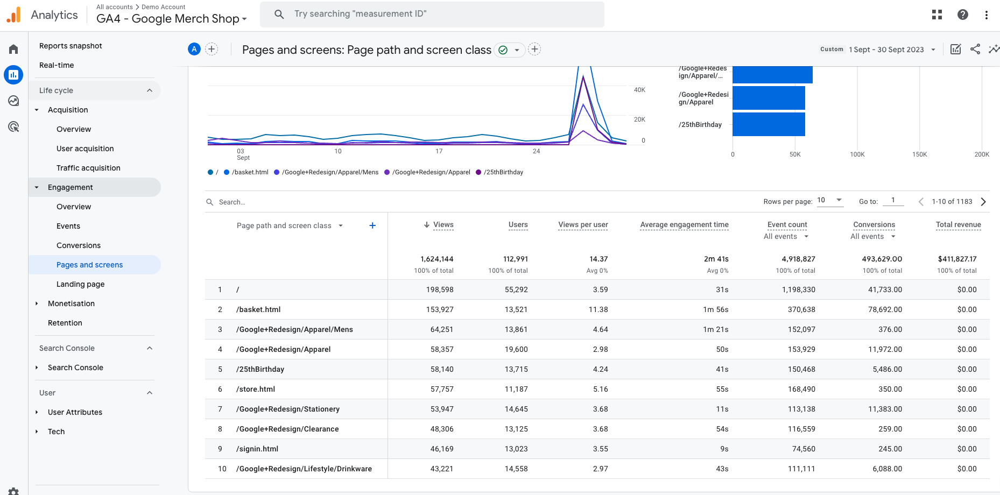 Analytics
All accounts > Demo Account
GA4 - Google Merch Shop
Try searching "measurement ID"
Reports snapshot
Real-time
Life cycle
Acquisition
Overview
User acquisition
Traffic acquisition
Engagement
Overview
Events
Conversions
Pages and screens
Landing page
Monetisation
Retention
Search Console
Search Console
User
User Attributes
Tech
A
Pages and screens: Page path and screen class
Custom 1 Sept - 30 Sept 2023
40K
20K
0
03
Sept
10
17
24
/ /basket.html /Google+Redesign/Apparel/Mens /Google+Redesign/Apparel /25thBirthday
/Google+Redes
ign/Apparel/...
/Google+Redesi
gn/Apparel
/25thBirthday
0 50K 100K 150K 200K
Search...
Rows per page: 10 Go to: 1 1-10 of 1183
Page path and screen class + Views Users Views per user Average engagement time Event count Conversions Total revenue
All events All events
1,624,144 112,991 14.37 2m 41s 4,918,827 493,629.00 $411,827.17
100% of total 100% of total Avg 0% Avg 0% 100% of total 100% of total 100% of total
1 / 198,598 55,292 3.59 31s 1,198,330 41,733.00 $0.00
2 /basket.html 153,927 13,521 11.38 1m 56s 370,638 78,692.00 $0.00
3 /Google+Redesign/Apparel/Mens 64,251 13,861 4.64 1m 21s 152,097 376.00 $0.00
4 /Google+Redesign/Apparel 58,357 19,600 2.98 50s 153,929 11,972.00 $0.00
5 /25thBirthday 58,140 13,715 4.24 41s 150,468 5,486.00 $0.00
6 /store.html 57,757 11,187 5.16 55s 168,490 350.00 $0.00
7 /Google+Redesign/Stationery 53,947 14,645 3.68 11s 113,138 11,383.00 $0.00
8 /Google+Redesign/Clearance 48,306 13,125 3.68 54s 116,559 259.00 $0.00
9 /signin.html 46,169 13,023 3.55 9s 74,560 245.00 $0.00
10 /Google+Redesign/Lifestyle/Drinkware 43,221 14,558 2.97 43s 111,111 6,088.00 $0.00